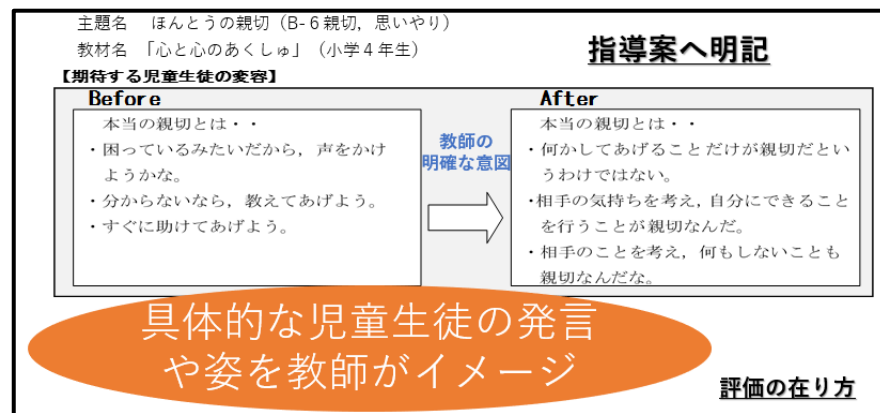 主題名　ほんとうの親切（B-６親切，思いやり）
教材名　「心と心のあくしゅ」（小学４年生）
指導案へ明記
【期待する児童生徒の変容】
Before
本当の親切とは・・
・困っているみたいだから，声をかけ
ようかな。
・分からないなら，教えてあげよう。
・すぐに助けてあげよう。
教師の
明確な意図
After
本当の親切とは・・
・何かしてあげることだけが親切だとい
うわけではない。
・相手の気持ちを考え，自分にできること
を行うことが親切なんだ。
・相手のことを考え，何もしないことも
親切なんだな。
具体的な児童生徒の発言
や姿を教師がイメージ
評価の在り方